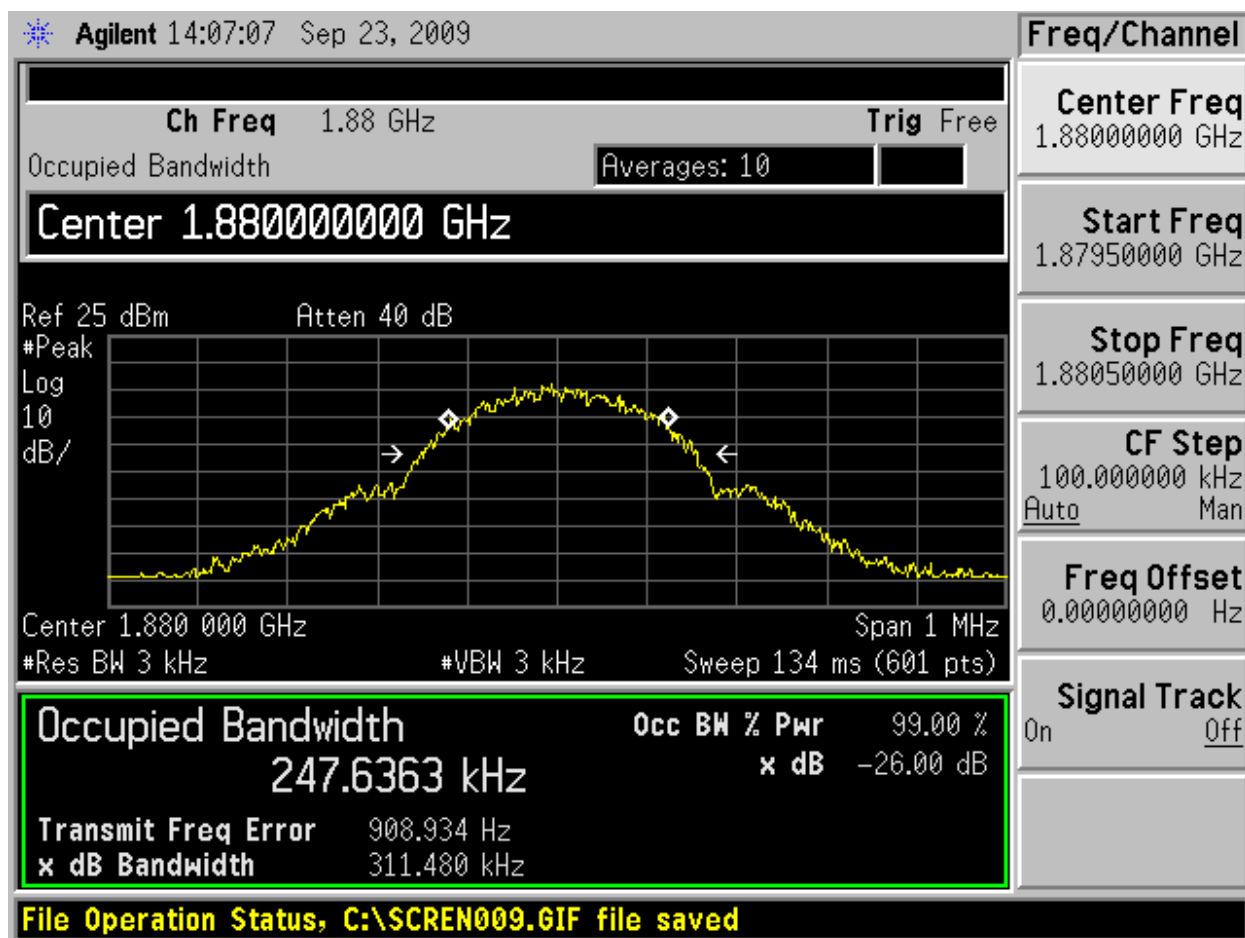 Agilent 14:07:07 Sep 23, 2009
Freq/Channel
Ch Freq 1.88 GHz Trig Free
Occupied Bandwidth Averages: 10
Center 1.880000000 GHz
Ref 25 dBm Atten 40 dB
#Peak
Log
10
dB/
Center 1.880 000 GHz Span 1 MHz
#Res BW 3 kHz #VBW 3 kHz Sweep 134 ms (601 pts)
Occupied Bandwidth Occ BW % Pwr 99.00 %
247.6363 kHz x dB -26.00 dB
Transmit Freq Error 908.934 Hz
x dB Bandwidth 311.480 kHz
Center Freq
1.88000000 GHz
Start Freq
1.87950000 GHz
Stop Freq
1.88050000 GHz
CF Step
100.000000 kHz
Auto Man
Freq Offset
0.00000000 Hz
Signal Track
On Off
File Operation Status, C:\SCREN009.GIF file saved